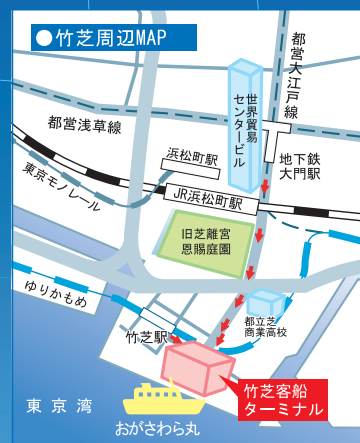 ●竹芝周辺MAP
都営大江戸線
世界貿易
センタービル
都営浅草線
浜松町駅
地下鉄
大門駅
東京モノレール
JR浜松町駅
旧芝離宮
恩賜庭園
ゆりかもめ
都立芝
商業高校
竹芝駅
竹芝客船
ターミナル
東京湾
おがさわら丸